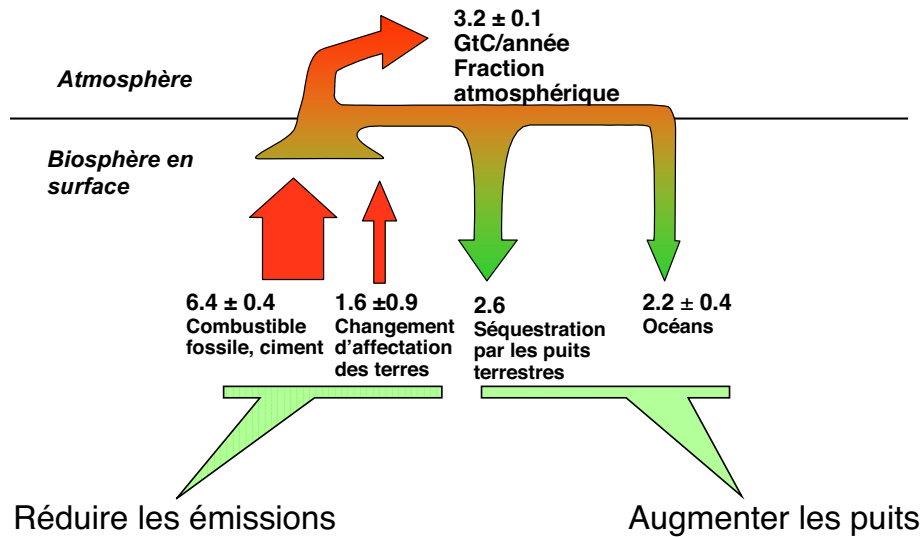 3.2 ± 0.1
GtC/année
Fraction
atmosphérique
Atmosphère
Biosphère en
surface
6.4 ± 0.4
Combustible
fossile, ciment
1.6 ±0.9
Changement
d’affectation
des terres
2.6
Séquestration
par les puits
terrestres
2.2 ± 0.4
Océans
Réduire les émissions
Augmenter les puits